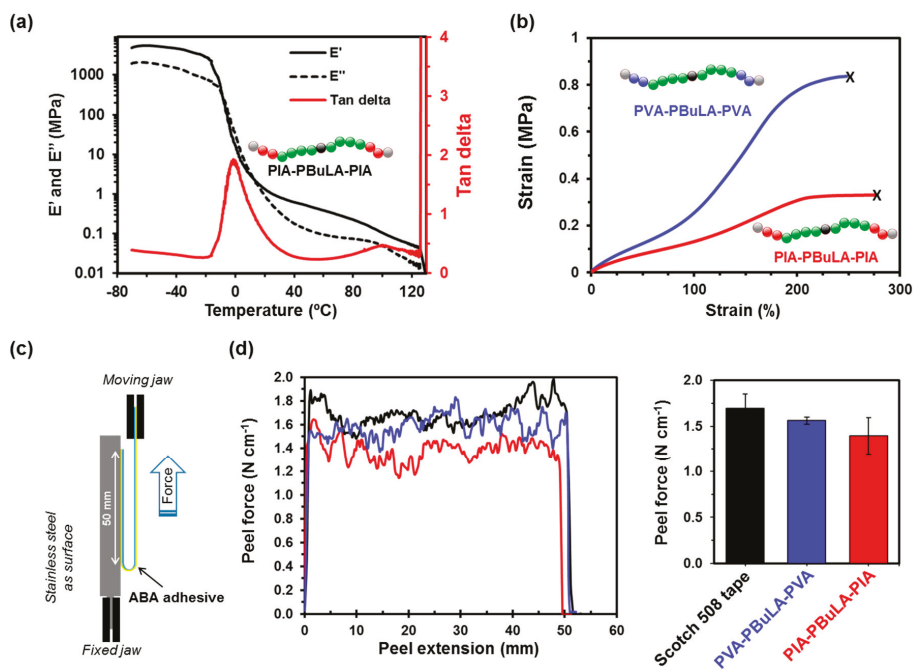 (a)
E' and E'' (MPa)
1000
100
10
1
0.1
0.01
E'
E''
Tan delta
PIA-PBuLA-PIA
4
3
2
1
0
Tan delta
-80
-40
0
40
80
120
Temperature (ºC)
(b)
Strain (MPa)
1
0.8
0.6
0.4
0.2
0
PVA-PBuLA-PVA
X
X
PIA-PBuLA-PIA
0
50
100
150
200
250
300
Strain (%)
(c)
Moving jaw
50 mm
Force
Stainless steel
as surface
ABA adhesive
Fixed jaw
(d)
Peel force (N cm⁻¹)
2.0
1.8
1.6
1.4
1.2
1.0
0.8
0.6
0.4
0.2
0.0
0
10
20
30
40
50
60
Peel extension (mm)
Peel force (N cm⁻¹)
2.0
1.5
1.0
0.5
0.0
Scotch 508 tape
PVA-PBuLA-PVA
PIA-PBuLA-PIA